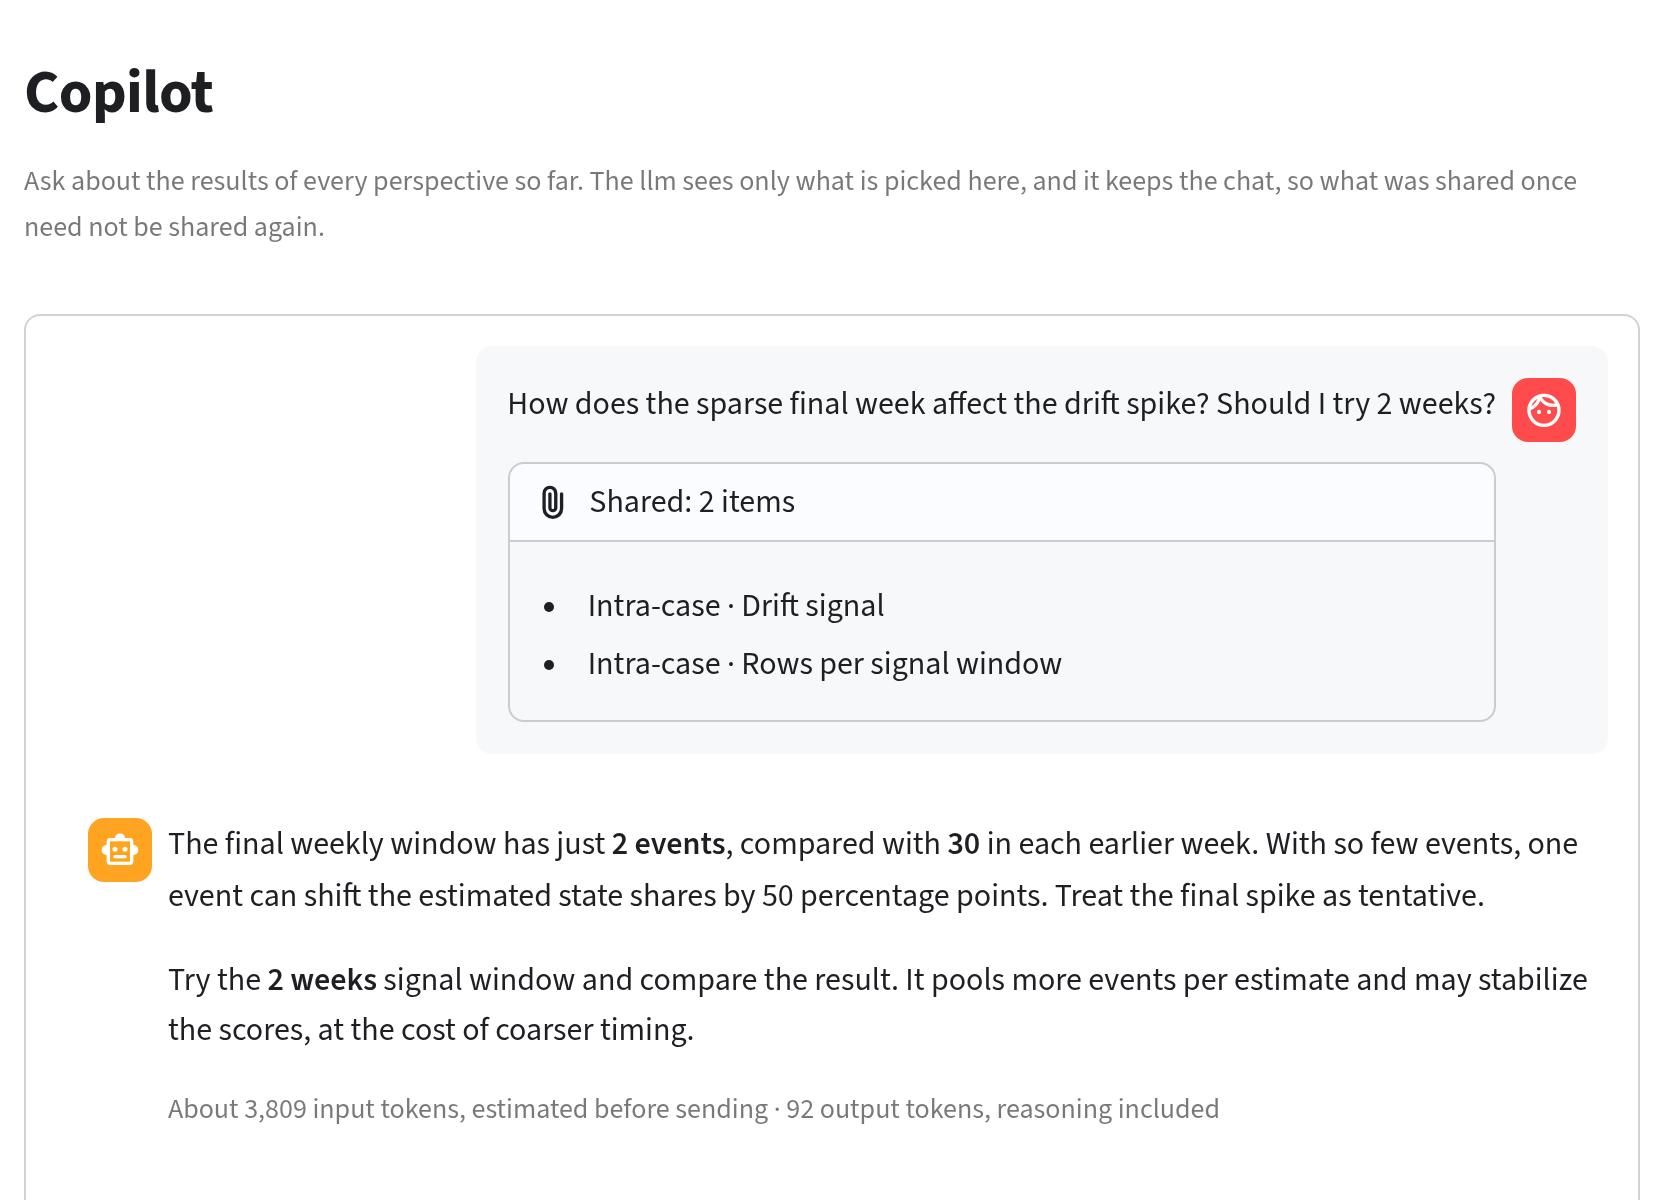 Copilot
Ask about the results of every perspective so far. The llm sees only what is picked here, and it keeps the chat, so what was shared once
need not be shared again.
How does the sparse final week affect the drift spike? Should I try 2 weeks?
Shared: 2 items
• Intra-case · Drift signal
• Intra-case · Rows per signal window
The final weekly window has just 2 events, compared with 30 in each earlier week. With so few events, one
event can shift the estimated state shares by 50 percentage points. Treat the final spike as tentative.
Try the 2 weeks signal window and compare the result. It pools more events per estimate and may stabilize
the scores, at the cost of coarser timing.
About 3,809 input tokens, estimated before sending · 92 output tokens, reasoning included